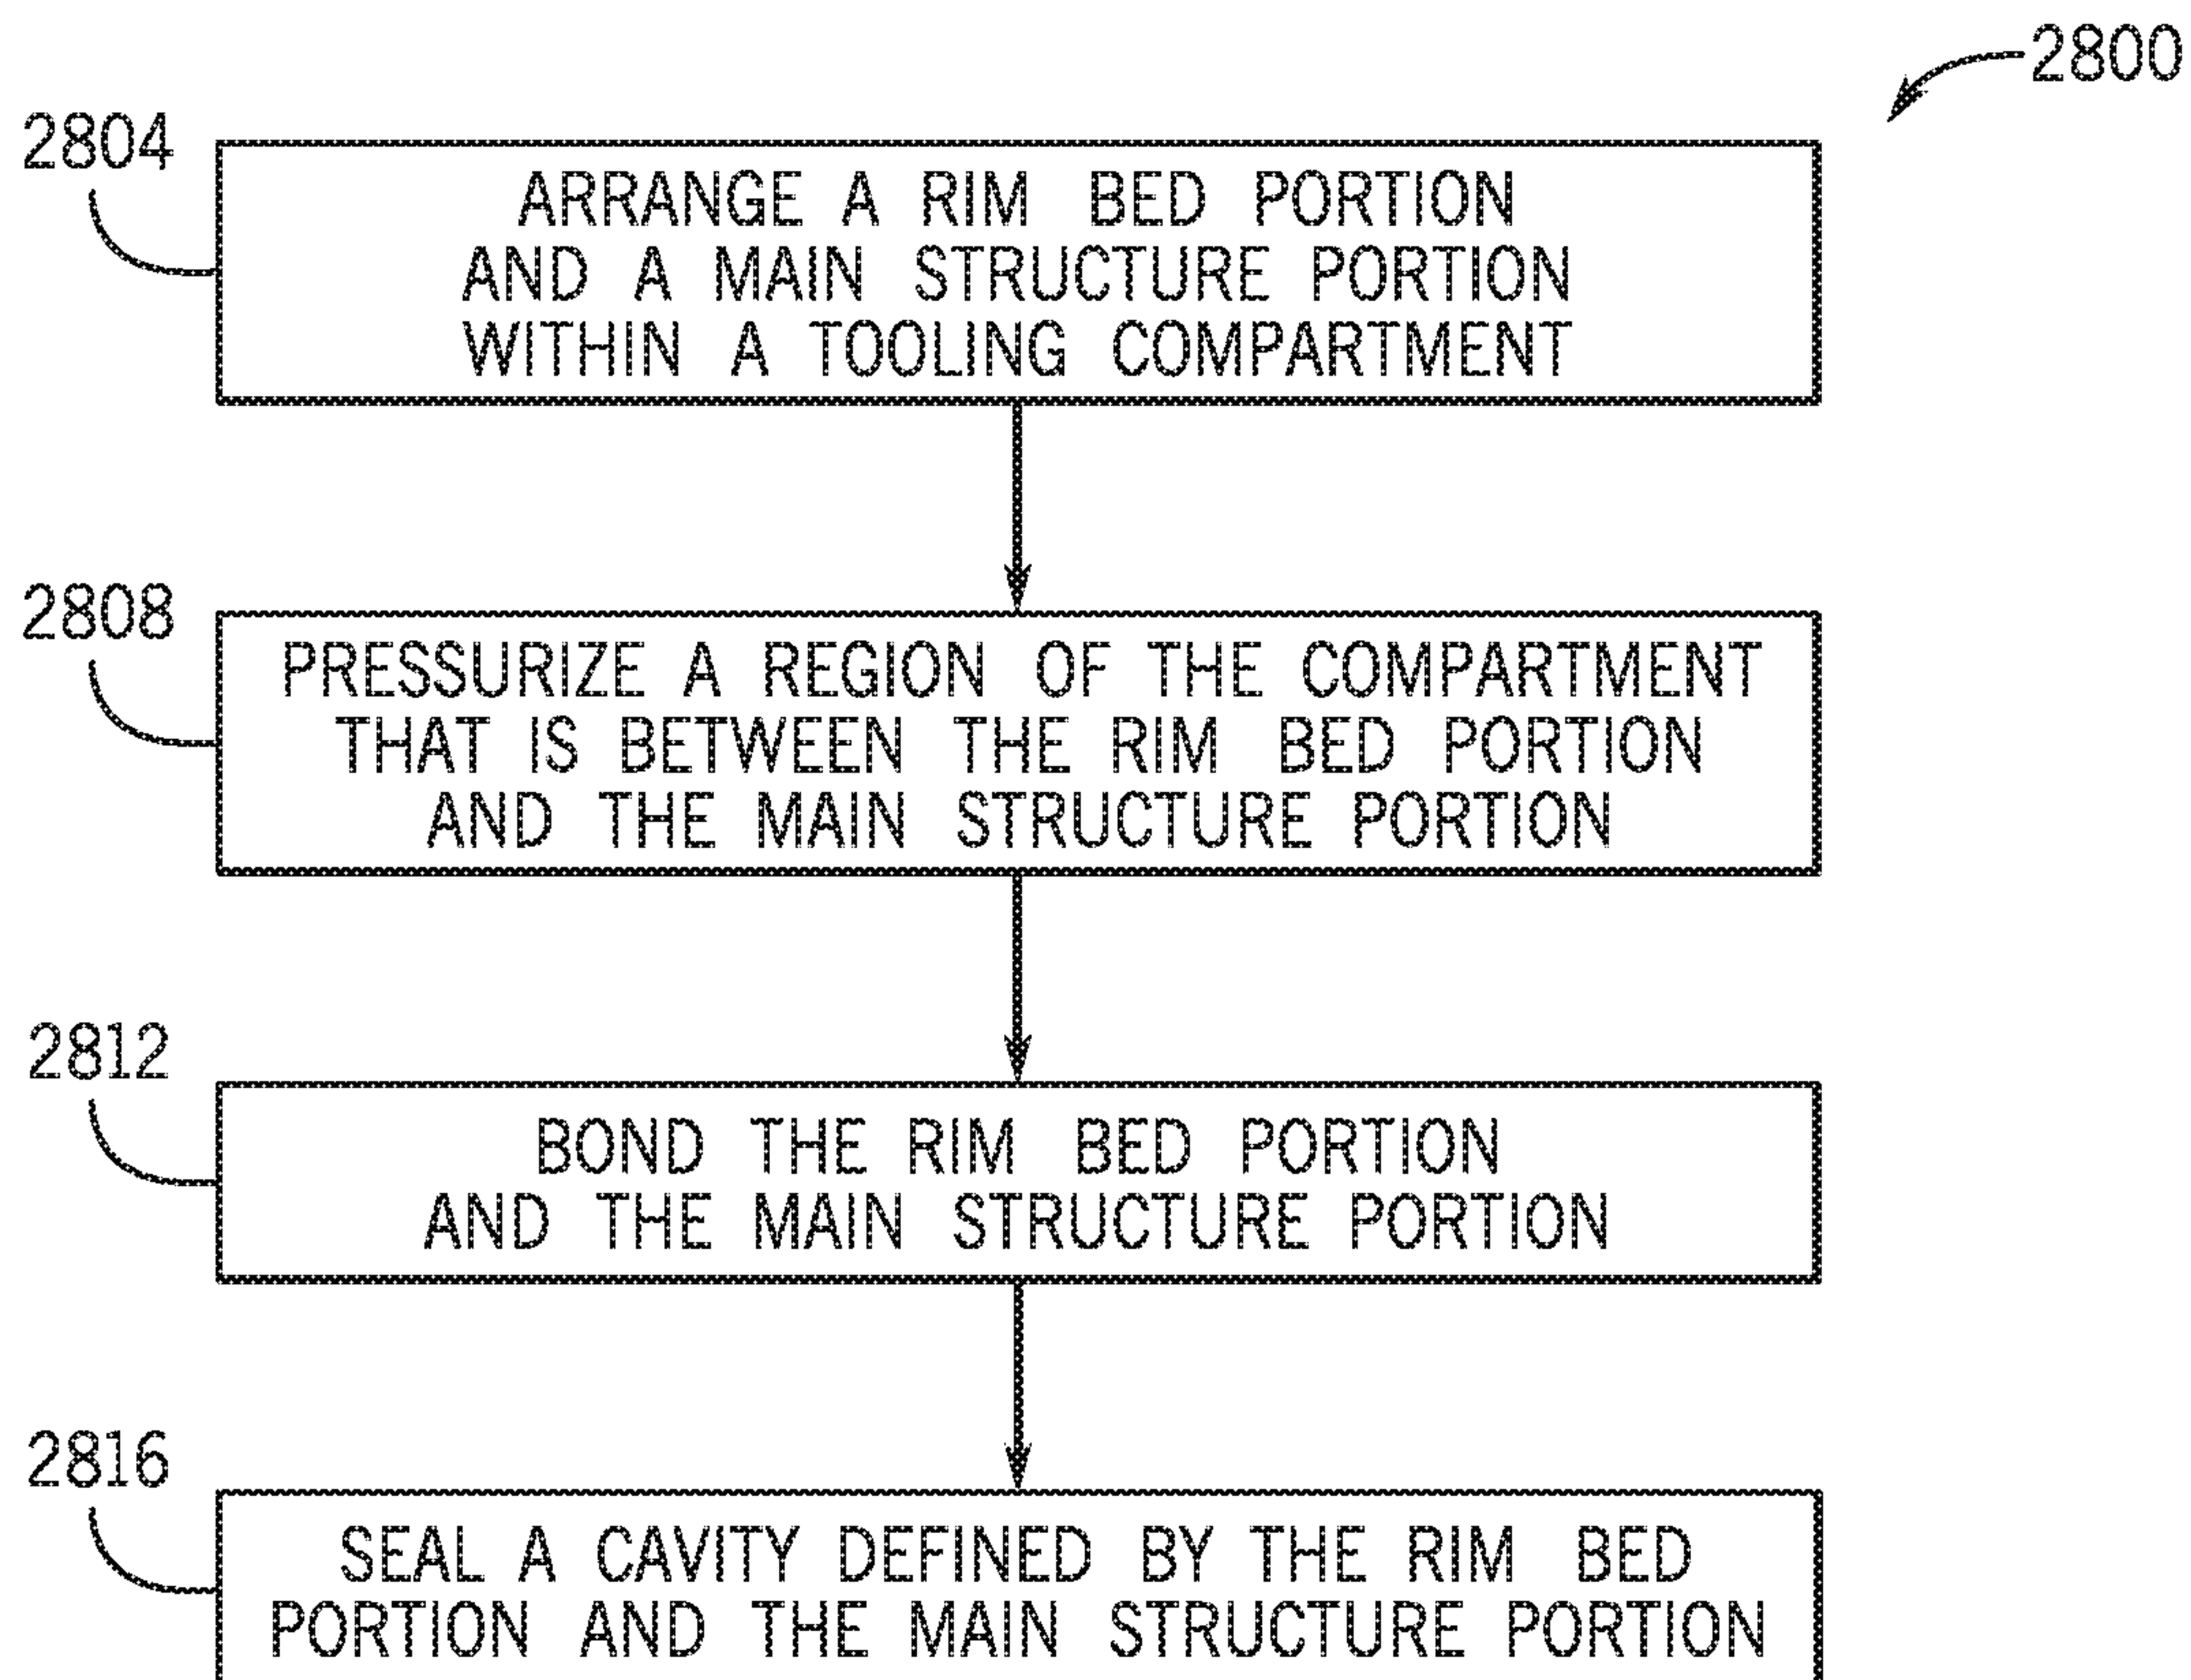 2800
2804
ARRANGE A RIM BED PORTION
AND A MAIN STRUCTURE PORTION
WITHIN A TOOLING COMPARTMENT
2808
PRESSURIZE A REGION OF THE COMPARTMENT
THAT IS BETWEEN THE RIM BED PORTION
AND THE MAIN STRUCTURE PORTION
2812
BOND THE RIM BED PORTION
AND THE MAIN STRUCTURE PORTION
2816
SEAL A CAVITY DEFINED BY THE RIM BED
PORTION AND THE MAIN STRUCTURE PORTION